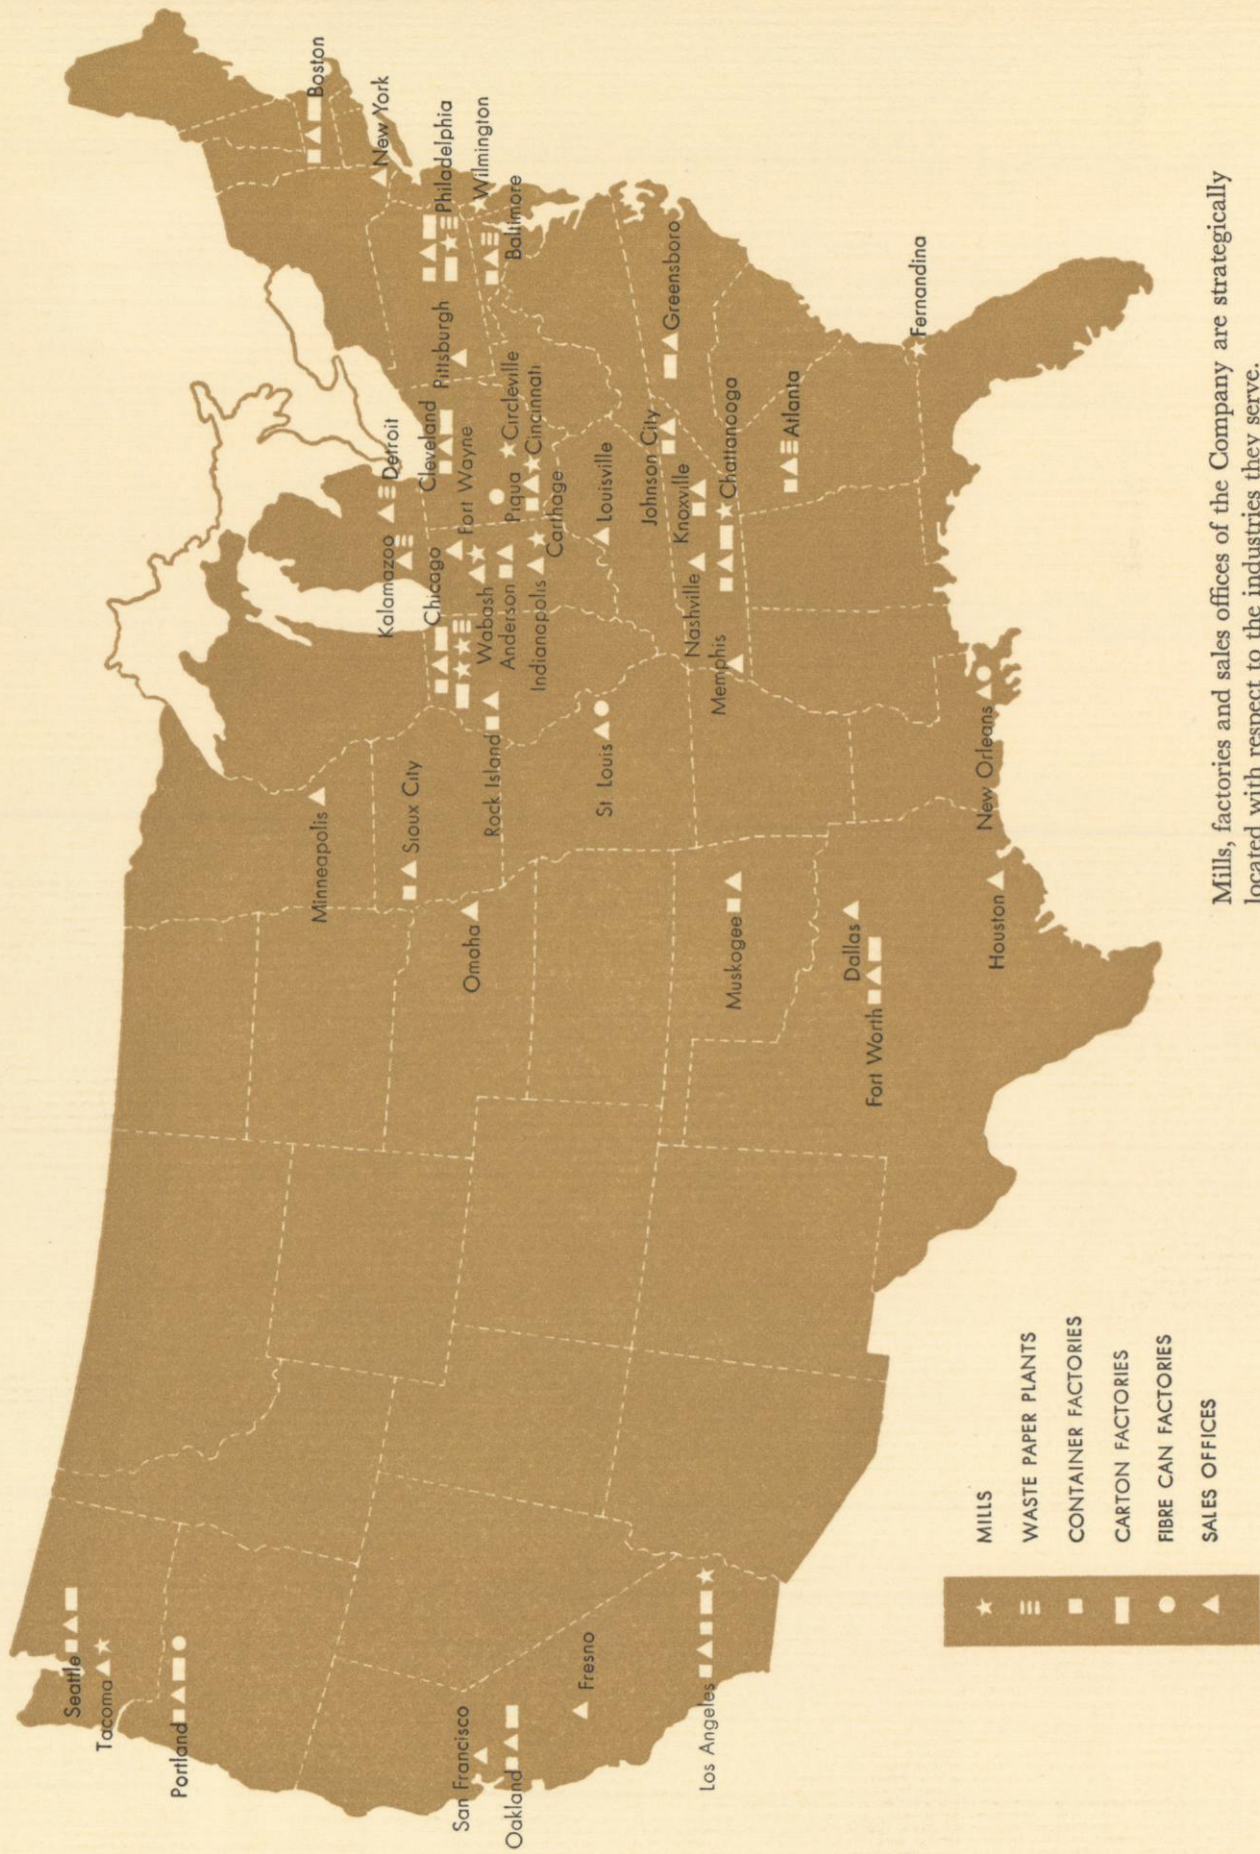 Seattle
Tacoma
Portland
San Francisco
Oakland
Fresno
Los Angeles
Minneapolis
Sioux City
Omaha
Muskogee
Dallas
Fort Worth
Houston
New Orleans
St. Louis
Rock Island
Chicago
Kalamazoo
Detroit
Wabash
Anderson
Indianapolis
Fort Wayne
Cleveland
Piqua
Carthage
Circleville
Cincinnati
Pittsburgh
Louisville
Memphis
Nashville
Knoxville
Johnson City
Chattanooga
Atlanta
Greensboro
Fernandina
Boston
New York
Philadelphia
Wilmington
Baltimore
MILLS
WASTE PAPER PLANTS
CONTAINER FACTORIES
CARTON FACTORIES
FIBRE CAN FACTORIES
SALES OFFICES
Mills, factories and sales offices of the Company are strategically
located with respect to the industries they serve.